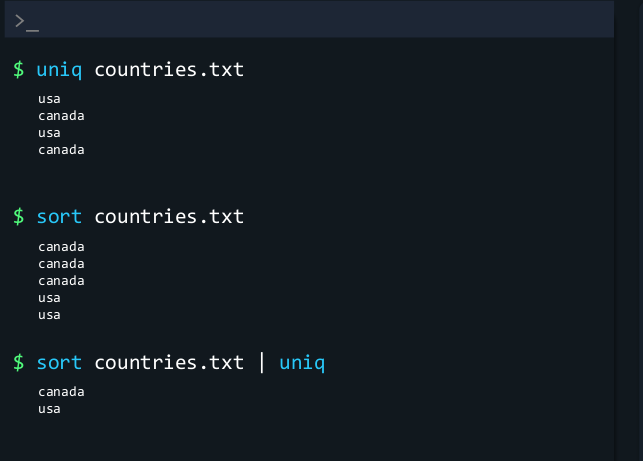 >_
$ uniq countries.txt
usa
canada
usa
canada
$ sort countries.txt
canada
canada
canada
usa
usa
$ sort countries.txt | uniq
canada
usa